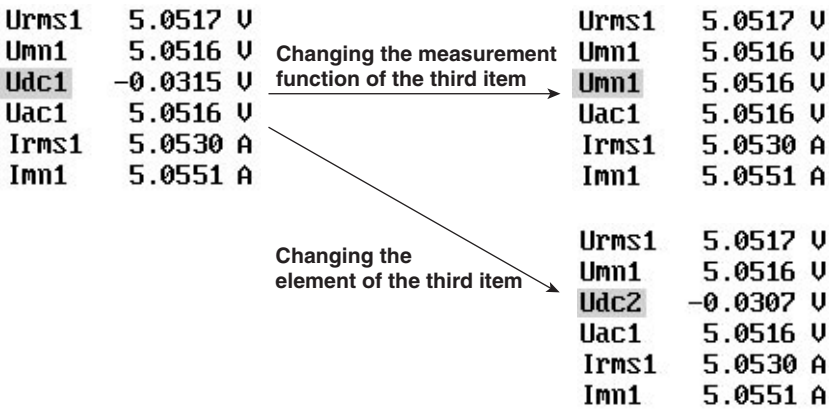 Urms1 5.0517 V
Umn1 5.0516 V
Udc1 -0.0315 V
Uac1 5.0516 V
Irms1 5.0530 A
Imn1 5.0551 A
Changing the measurement
function of the third item
Urms1 5.0517 V
Umn1 5.0516 V
Umn1 5.0516 V
Uac1 5.0516 V
Irms1 5.0530 A
Imn1 5.0551 A
Changing the
element of the third item
Urms1 5.0517 V
Umn1 5.0516 V
Udc2 -0.0307 V
Uac1 5.0516 V
Irms1 5.0530 A
Imn1 5.0551 A